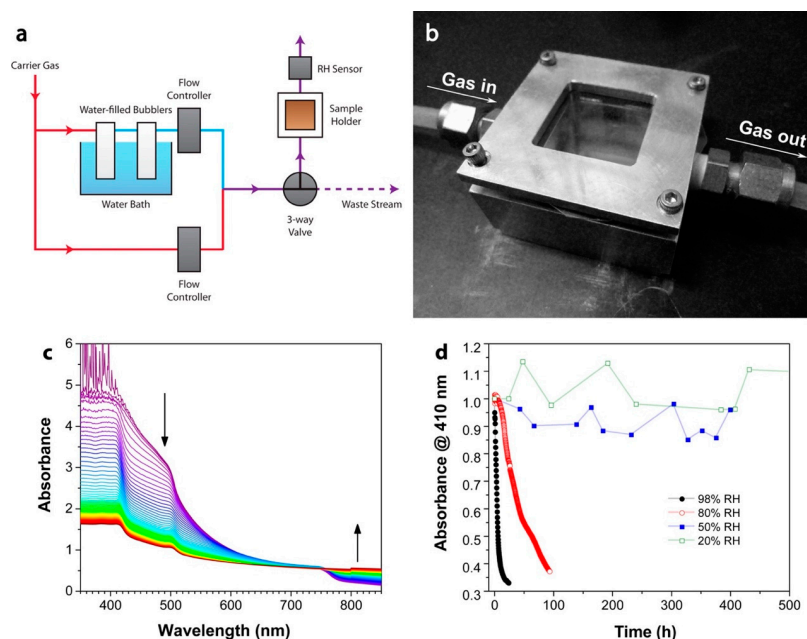 a
Carrier Gas
Water-filled Bubblers
Flow
Controller
Water Bath
Flow
Controller
RH Sensor
Sample
Holder
3-way
Valve
Waste Stream
b
Gas in
Gas out
c
Absorbance
6
5
4
3
2
1
0
400 500 600 700 800
Wavelength (nm)
d
Absorbance @ 410 nm
1.2
1.1
1.0
0.9
0.8
0.7
0.6
0.5
0.4
0.3
98% RH
80% RH
50% RH
20% RH
0 100 200 300 400 500
Time (h)